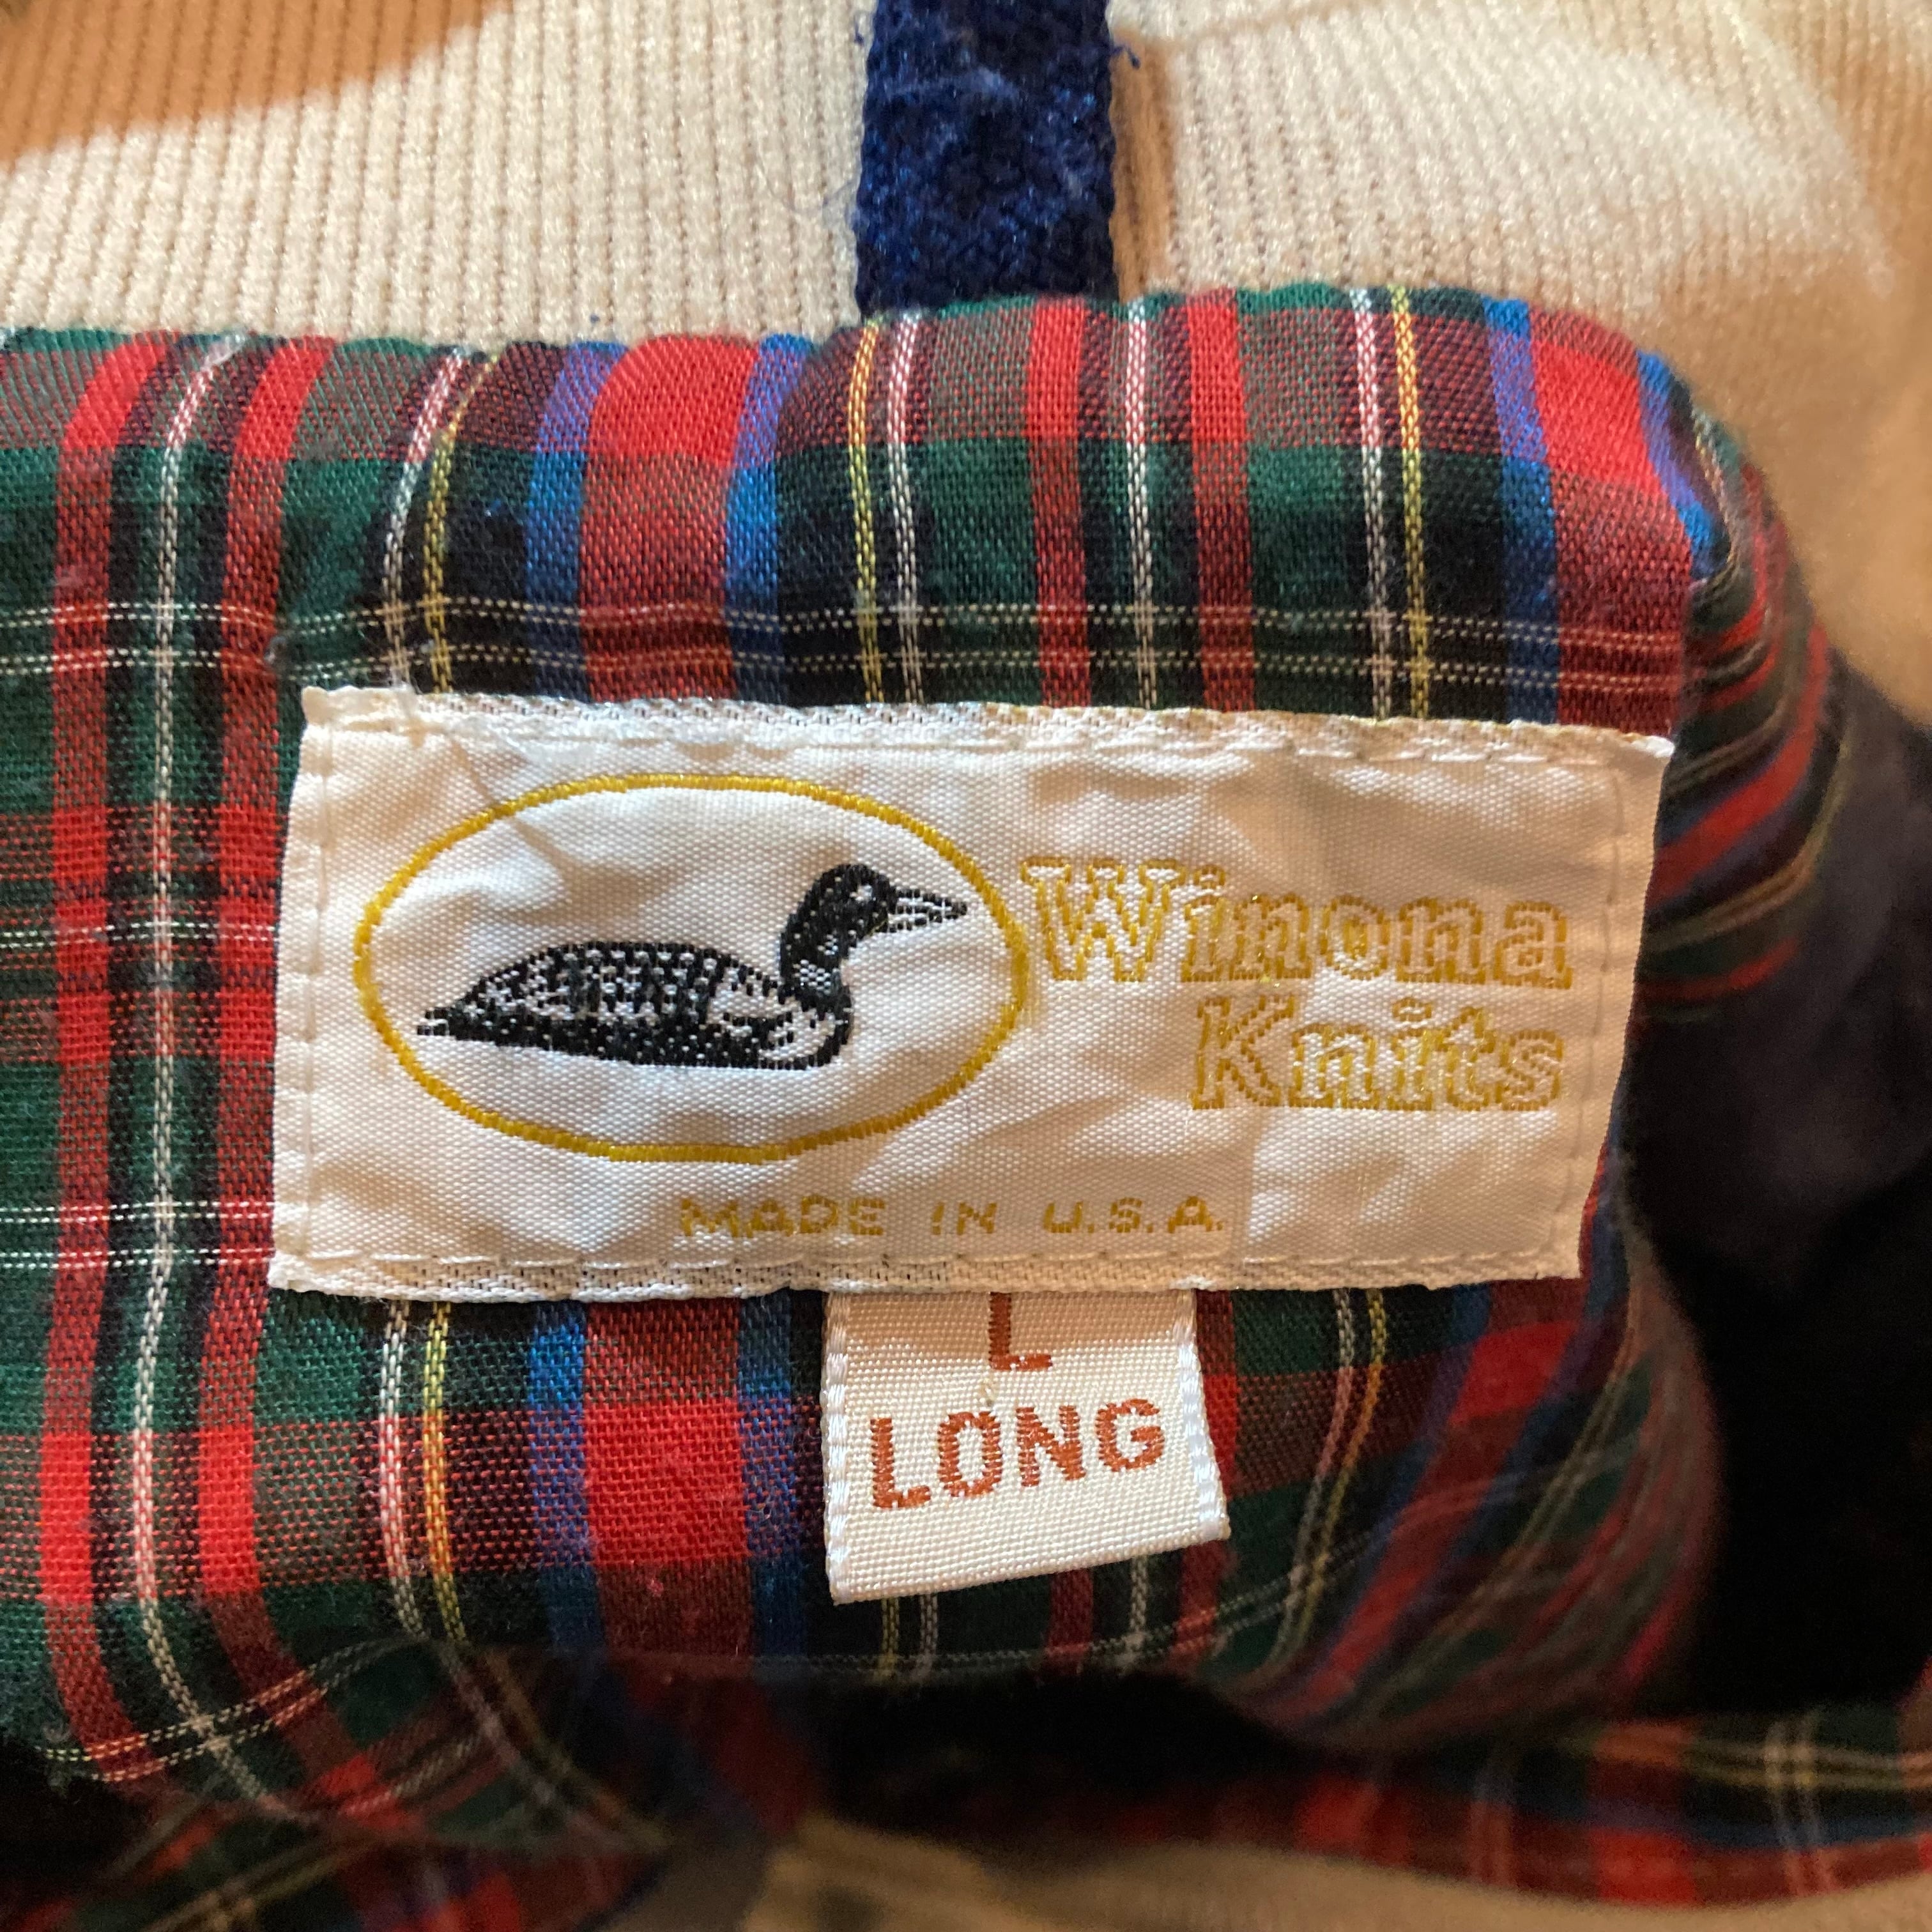 Winona
Knits
MADE IN U.S.A.
L
LONG